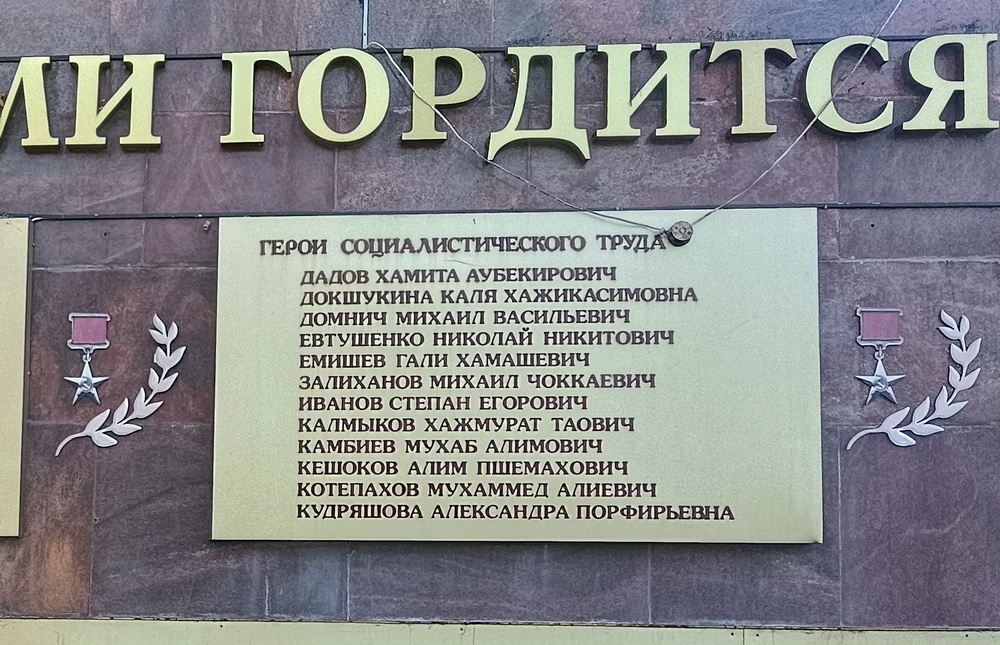 МИ ГОРДИТСЯ
ГЕРОИ СОЦИАЛИСТИЧЕСКОГО ТРУДА
ДАДОВ ХАМИТА АУБЕКИРОВИЧ
ДОКШУКИНА КАЛЯ ХАЖИКАСИМОВНА
ДОМНИЧ МИХАИЛ ВАСИЛЬЕВИЧ
ЕВТУШЕНКО НИКОЛАЙ НИКИТОВИЧ
ЕМИШЕВ ГАЛИ ХАМАШЕВИЧ
ЗАЛИХАНОВ МИХАИЛ ЧОККАЕВИЧ
ИВАНОВ СТЕПАН ЕГОРОВИЧ
КАЛМЫКОВ ХАЖМУРАТ ТАОВИЧ
КАМБИЕВ МУХАБ АЛИМОВИЧ
КЕШОКОВ АЛИМ ПШЕМАХОВИЧ
КОТЕПАХОВ МУХАММЕД АЛИЕВИЧ
КУДРЯШОВА АЛЕКСАНДРА ПОРФИРЬЕВНА